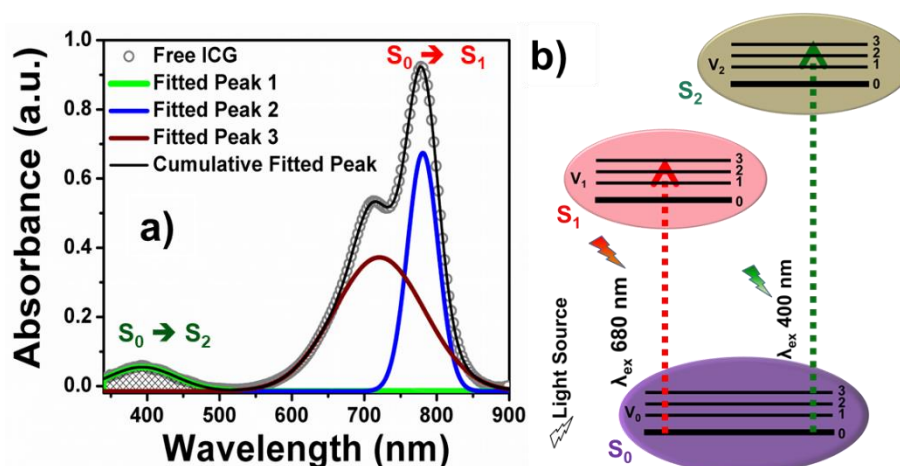 a)
Absorbance (a.u.)
1.0
0.8
0.6
0.4
0.2
0.0
Free ICG
Fitted Peak 1
Fitted Peak 2
Fitted Peak 3
Cumulative Fitted Peak
S₀ ➔ S₁
S₀ ➔ S₂
400 500 600 700 800 900
Wavelength (nm)
b)
S₂
V₂
3
2
1
0
S₁
V₁
3
2
1
0
λex 680 nm
λex 400 nm
Light Source
S₀
V₀
3
2
1
0